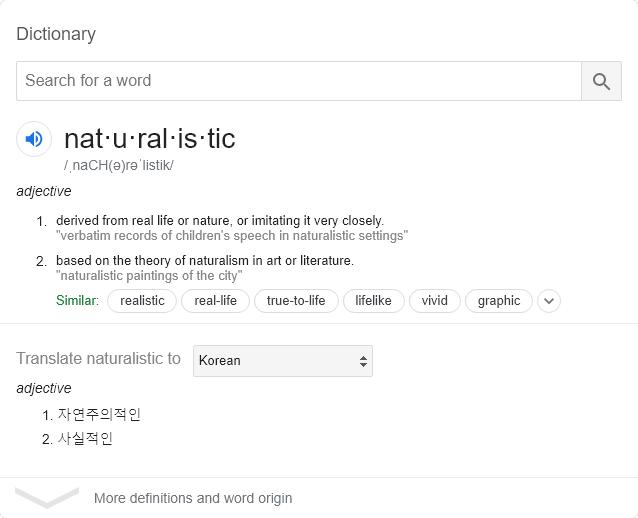 Dictionary
Search for a word
nat·u·ral·is·tic
/ˌnaCH(ə)rəˈlistik/
adjective
1. derived from real life or nature, or imitating it very closely.
"verbatim records of children's speech in naturalistic settings"
2. based on the theory of naturalism in art or literature.
"naturalistic paintings of the city"
Similar: realistic real-life true-to-life lifelike vivid graphic
Translate naturalistic to Korean
adjective
1. 자연주의적인
2. 사실적인
More definitions and word origin